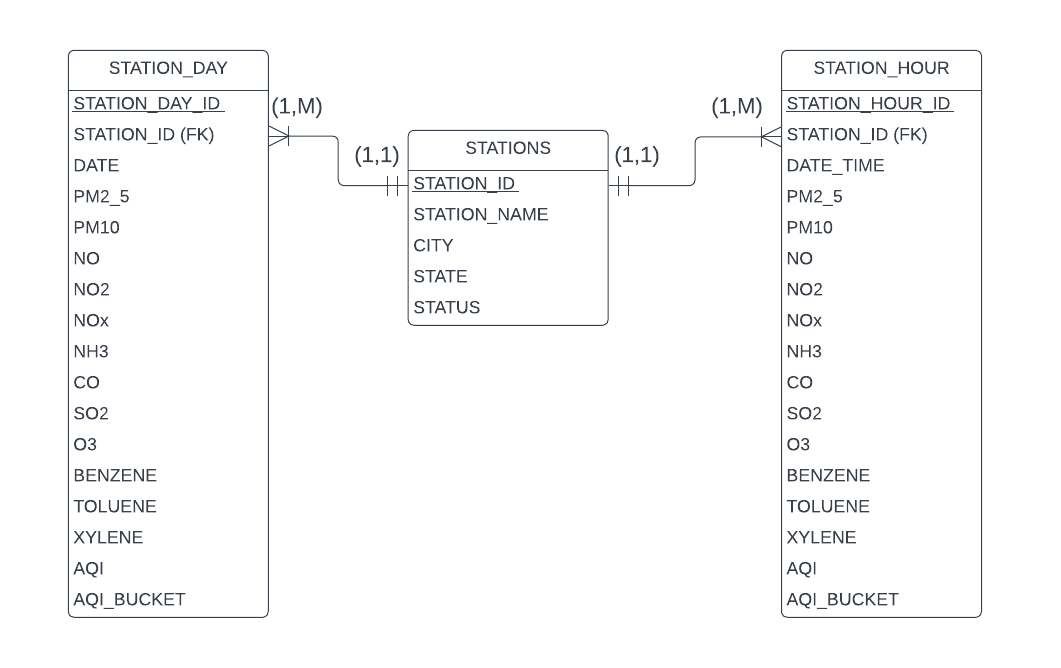 STATION_DAY
STATION_DAY_ID
STATION_ID (FK)
DATE
PM2_5
PM10
NO
NO2
NOx
NH3
CO
SO2
O3
BENZENE
TOLUENE
XYLENE
AQI
AQI_BUCKET
(1,M)
(1,1)
STATIONS
STATION_ID
STATION_NAME
CITY
STATE
STATUS
(1,1)
(1,M)
STATION_HOUR
STATION_HOUR_ID
STATION_ID (FK)
DATE_TIME
PM2_5
PM10
NO
NO2
NOx
NH3
CO
SO2
O3
BENZENE
TOLUENE
XYLENE
AQI
AQI_BUCKET